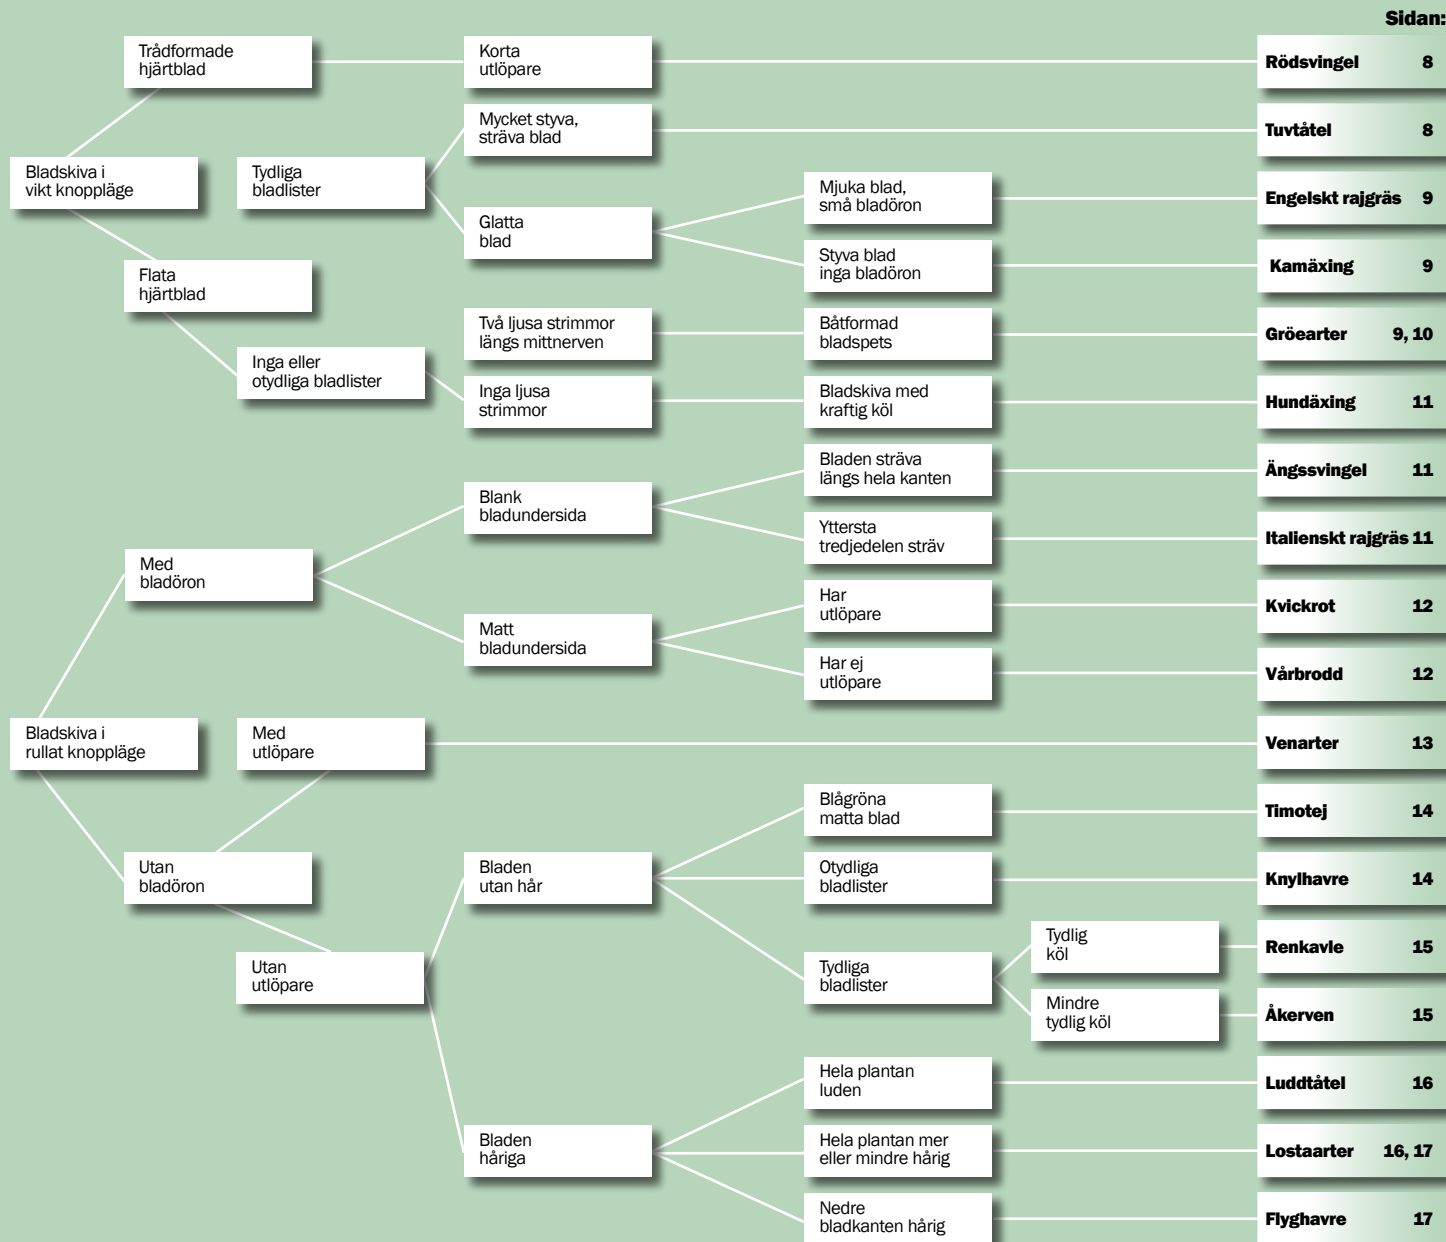 Sidan:
Trådformade
hjärtblad
Korta
utlöpare
Rödsvingel 8
Mycket styva,
sträva blad
Tuvtåtel 8
Bladskiva i
vikt knoppläge
Tydliga
bladlister
Mjuka blad,
små bladöron
Engelskt rajgräs 9
Glatta
blad
Styva blad
inga bladöron
Kamäxing 9
Flata
hjärtblad
Två ljusa strimmor
längs mittnerven
Båtformad
bladspets
Gröearter 9, 10
Inga eller
otydliga bladlister
Inga ljusa
strimmor
Bladskiva med
kraftig köl
Hundäxing 11
Bladen sträva
längs hela kanten
Ängssvingel 11
Blank
bladundersida
Yttersta
tredjedelen sträv
Italienskt rajgräs 11
Med
bladöron
Har
utlöpare
Kvickrot 12
Matt
bladundersida
Har ej
utlöpare
Vårbrodd 12
Bladskiva i
rullat knoppläge
Med
utlöpare
Venarter 13
Blågröna
matta blad
Timotej 14
Utan
bladöron
Bladen
utan hår
Otydliga
bladlister
Knylhavre 14
Utan
utlöpare
Tydliga
bladlister
Tydlig
köl
Renkavle 15
Mindre
tydlig köl
Åkerven 15
Hela plantan
luden
Luddtåtel 16
Bladen
håriga
Hela plantan mer
eller mindre hårig
Lostaarter 16, 17
Nedre
bladkanten hårig
Flyghavre 17